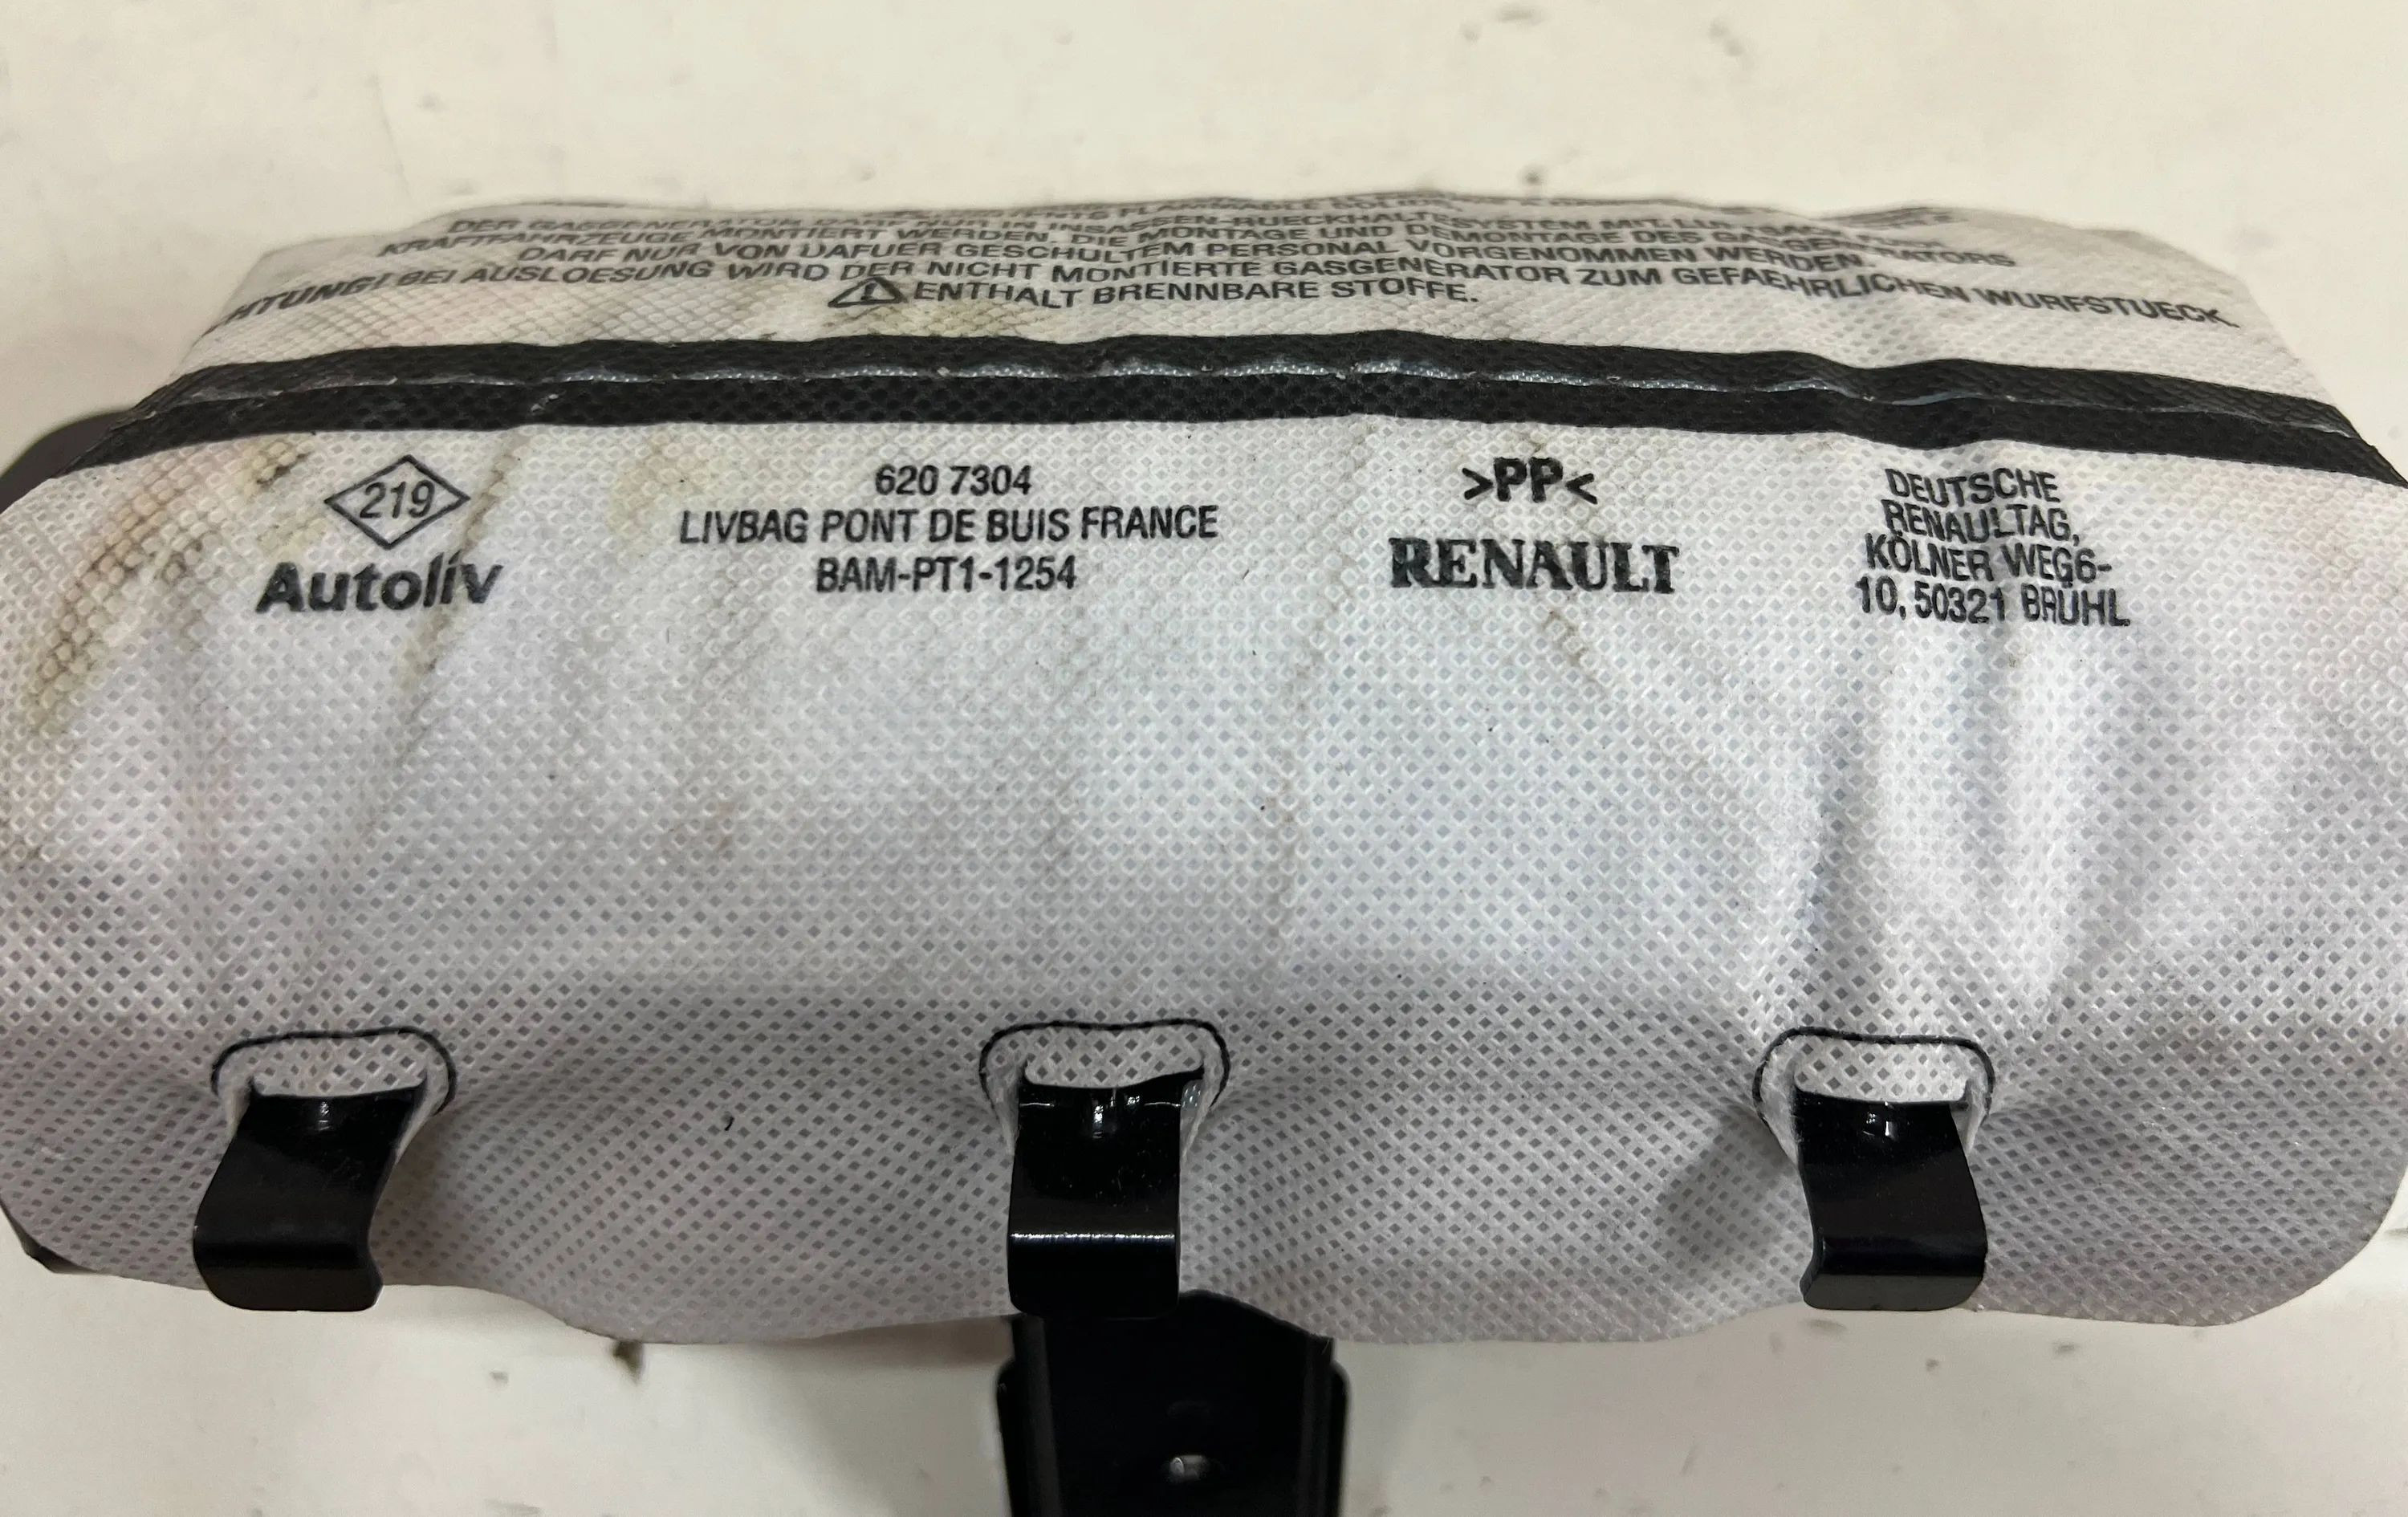 DER GASGENERATOR DARF NUR IN INSASSEN-RUECKHALTESYSTEM MIT
KRAFTFAHRZEUGE MONTIERT WERDEN. DIE MONTAGE UND DEMONTAGE DES GASGENERATORS
DARF NUR VON DAFUER GESCHULTEM PERSONAL VORGENOMMEN WERDEN.
BEI AUSLOESUNG WIRD DER NICHT MONTIERTE GASGENERATOR ZUM GEFAEHRLICHEN WURFSTUECK.
ENTHALT BRENNBARE STOFFE.
219
Autoliv
620 7304
LIVBAG PONT DE BUIS FRANCE
BAM-PT1-1254
>PP<
RENAULT
DEUTSCHE
RENAULTAG,
KÖLNER WEG6-
10, 50321 BRÜHL